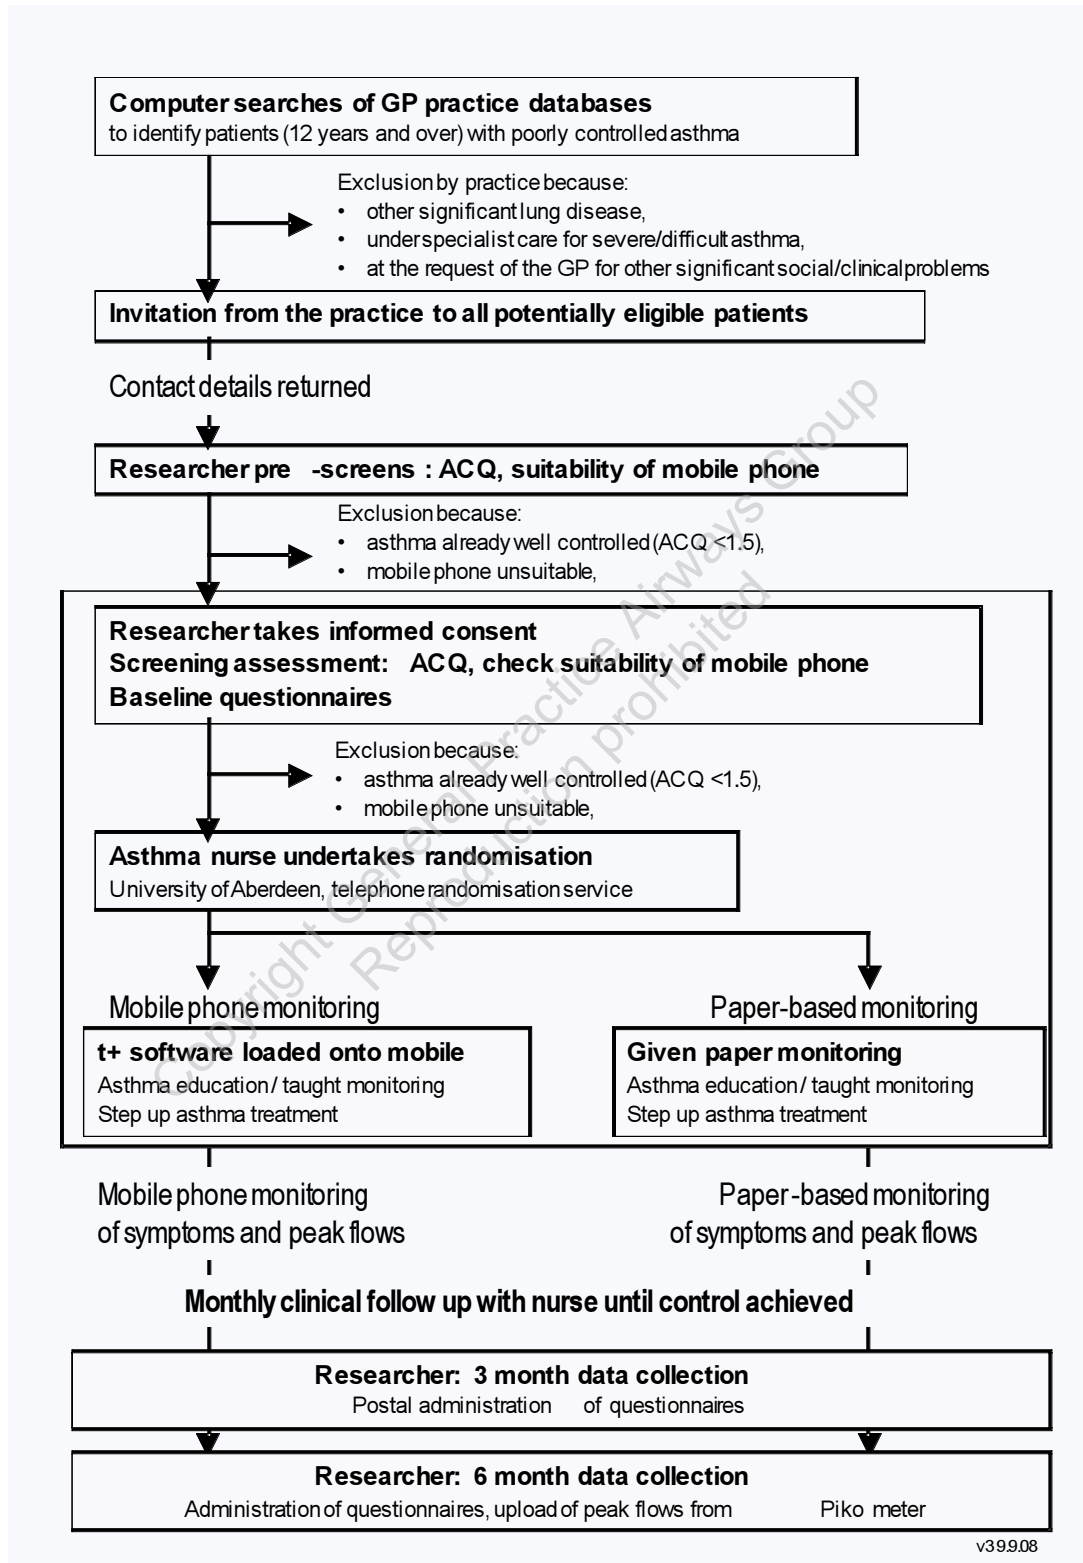 Computer searches of GP practice databases
to identify patients (12 years and over) with poorly controlled asthma
Exclusion by practice because:
• other significant lung disease,
• under specialist care for severe/difficult asthma,
• at the request of the GP for other significant social/clinical problems
Invitation from the practice to all potentially eligible patients
Contact details returned
Researcher pre -screens : ACQ, suitability of mobile phone
Exclusion because:
• asthma already well controlled (ACQ <1.5),
• mobile phone unsuitable,
Researcher takes informed consent
Screening assessment: ACQ, check suitability of mobile phone
Baseline questionnaires
Exclusion because:
• asthma already well controlled (ACQ <1.5),
• mobile phone unsuitable,
Asthma nurse undertakes randomisation
University of Aberdeen, telephone randomisation service
Mobile phone monitoring
t+ software loaded onto mobile
Asthma education / taught monitoring
Step up asthma treatment
Paper-based monitoring
Given paper monitoring
Asthma education / taught monitoring
Step up asthma treatment
Mobile phone monitoring
of symptoms and peak flows
Paper -based monitoring
of symptoms and peak flows
Monthly clinical follow up with nurse until control achieved
Researcher: 3 month data collection
Postal administration of questionnaires
Researcher: 6 month data collection
Administration of questionnaires, upload of peak flows from Piko meter
v3 9.9.08
Copyright General Practice Airways Group
Reproduction prohibited